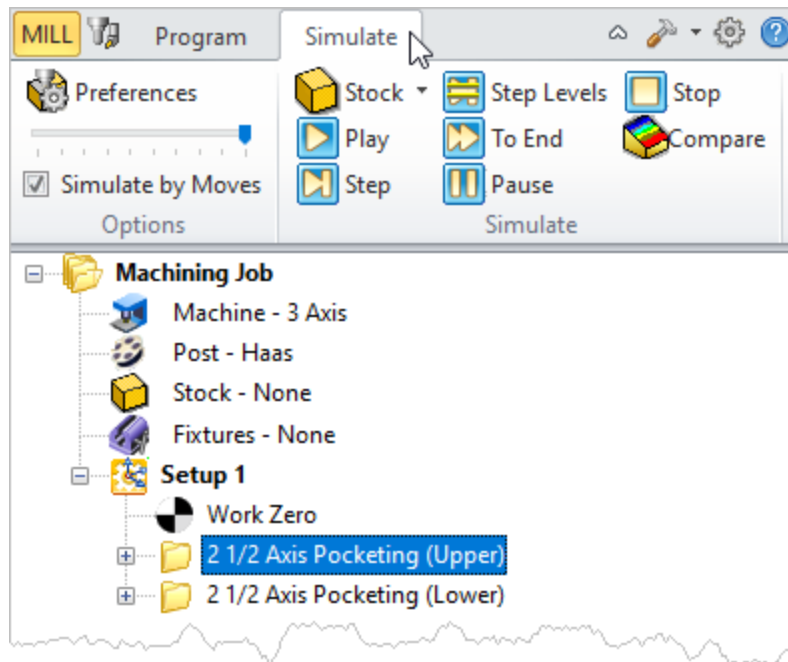 MILL Program Simulate
Preferences
Simulate by Moves
Options
Stock Step Levels Stop
Play To End Compare
Step Pause
Simulate
Machining Job
Machine - 3 Axis
Post - Haas
Stock - None
Fixtures - None
Setup 1
Work Zero
2 1/2 Axis Pocketing (Upper)
2 1/2 Axis Pocketing (Lower)